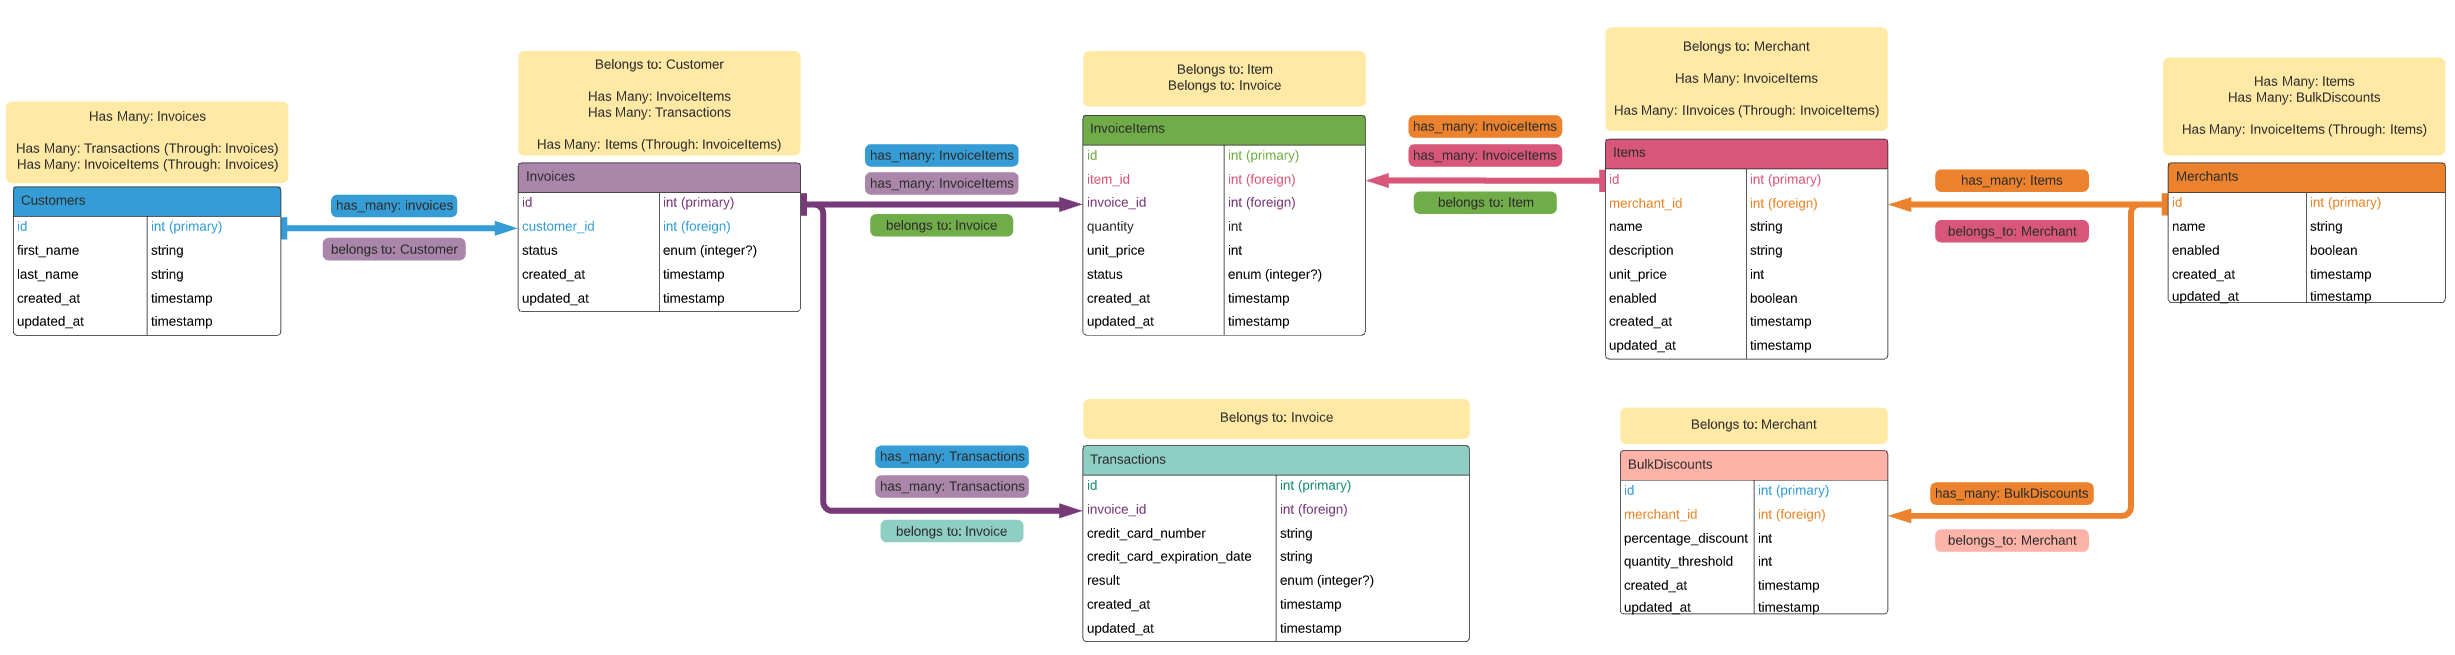 Has Many: Invoices
Has Many: Transactions (Through: Invoices)
Has Many: InvoiceItems (Through: Invoices)
Customers
id int (primary)
first_name string
last_name string
created_at timestamp
updated_at timestamp
has_many: invoices
belongs to: Customer
Belongs to: Customer
Has Many: InvoiceItems
Has Many: Transactions
Has Many: Items (Through: InvoiceItems)
Invoices
id int (primary)
customer_id int (foreign)
status enum (integer?)
created_at timestamp
updated_at timestamp
has_many: InvoiceItems
has_many: InvoiceItems
belongs to: Invoice
Belongs to: Item
Belongs to: Invoice
InvoiceItems
id int (primary)
item_id int (foreign)
invoice_id int (foreign)
quantity int
unit_price int
status enum (integer?)
created_at timestamp
updated_at timestamp
has_many: InvoiceItems
has_many: InvoiceItems
belongs to: Item
Belongs to: Merchant
Has Many: InvoiceItems
Has Many: IInvoices (Through: InvoiceItems)
Items
id int (primary)
merchant_id int (foreign)
name string
description string
unit_price int
enabled boolean
created_at timestamp
updated_at timestamp
has_many: Items
belongs_to: Merchant
Has Many: Items
Has Many: BulkDiscounts
Has Many: InvoiceItems (Through: Items)
Merchants
id int (primary)
name string
enabled boolean
created_at timestamp
updated_at timestamp
has_many: Transactions
has_many: Transactions
belongs to: Invoice
Belongs to: Invoice
Transactions
id int (primary)
invoice_id int (foreign)
credit_card_number string
credit_card_expiration_date string
result enum (integer?)
created_at timestamp
updated_at timestamp
Belongs to: Merchant
BulkDiscounts
id int (primary)
merchant_id int (foreign)
percentage_discount int
quantity_threshold int
created_at timestamp
updated_at timestamp
has_many: BulkDiscounts
belongs_to: Merchant